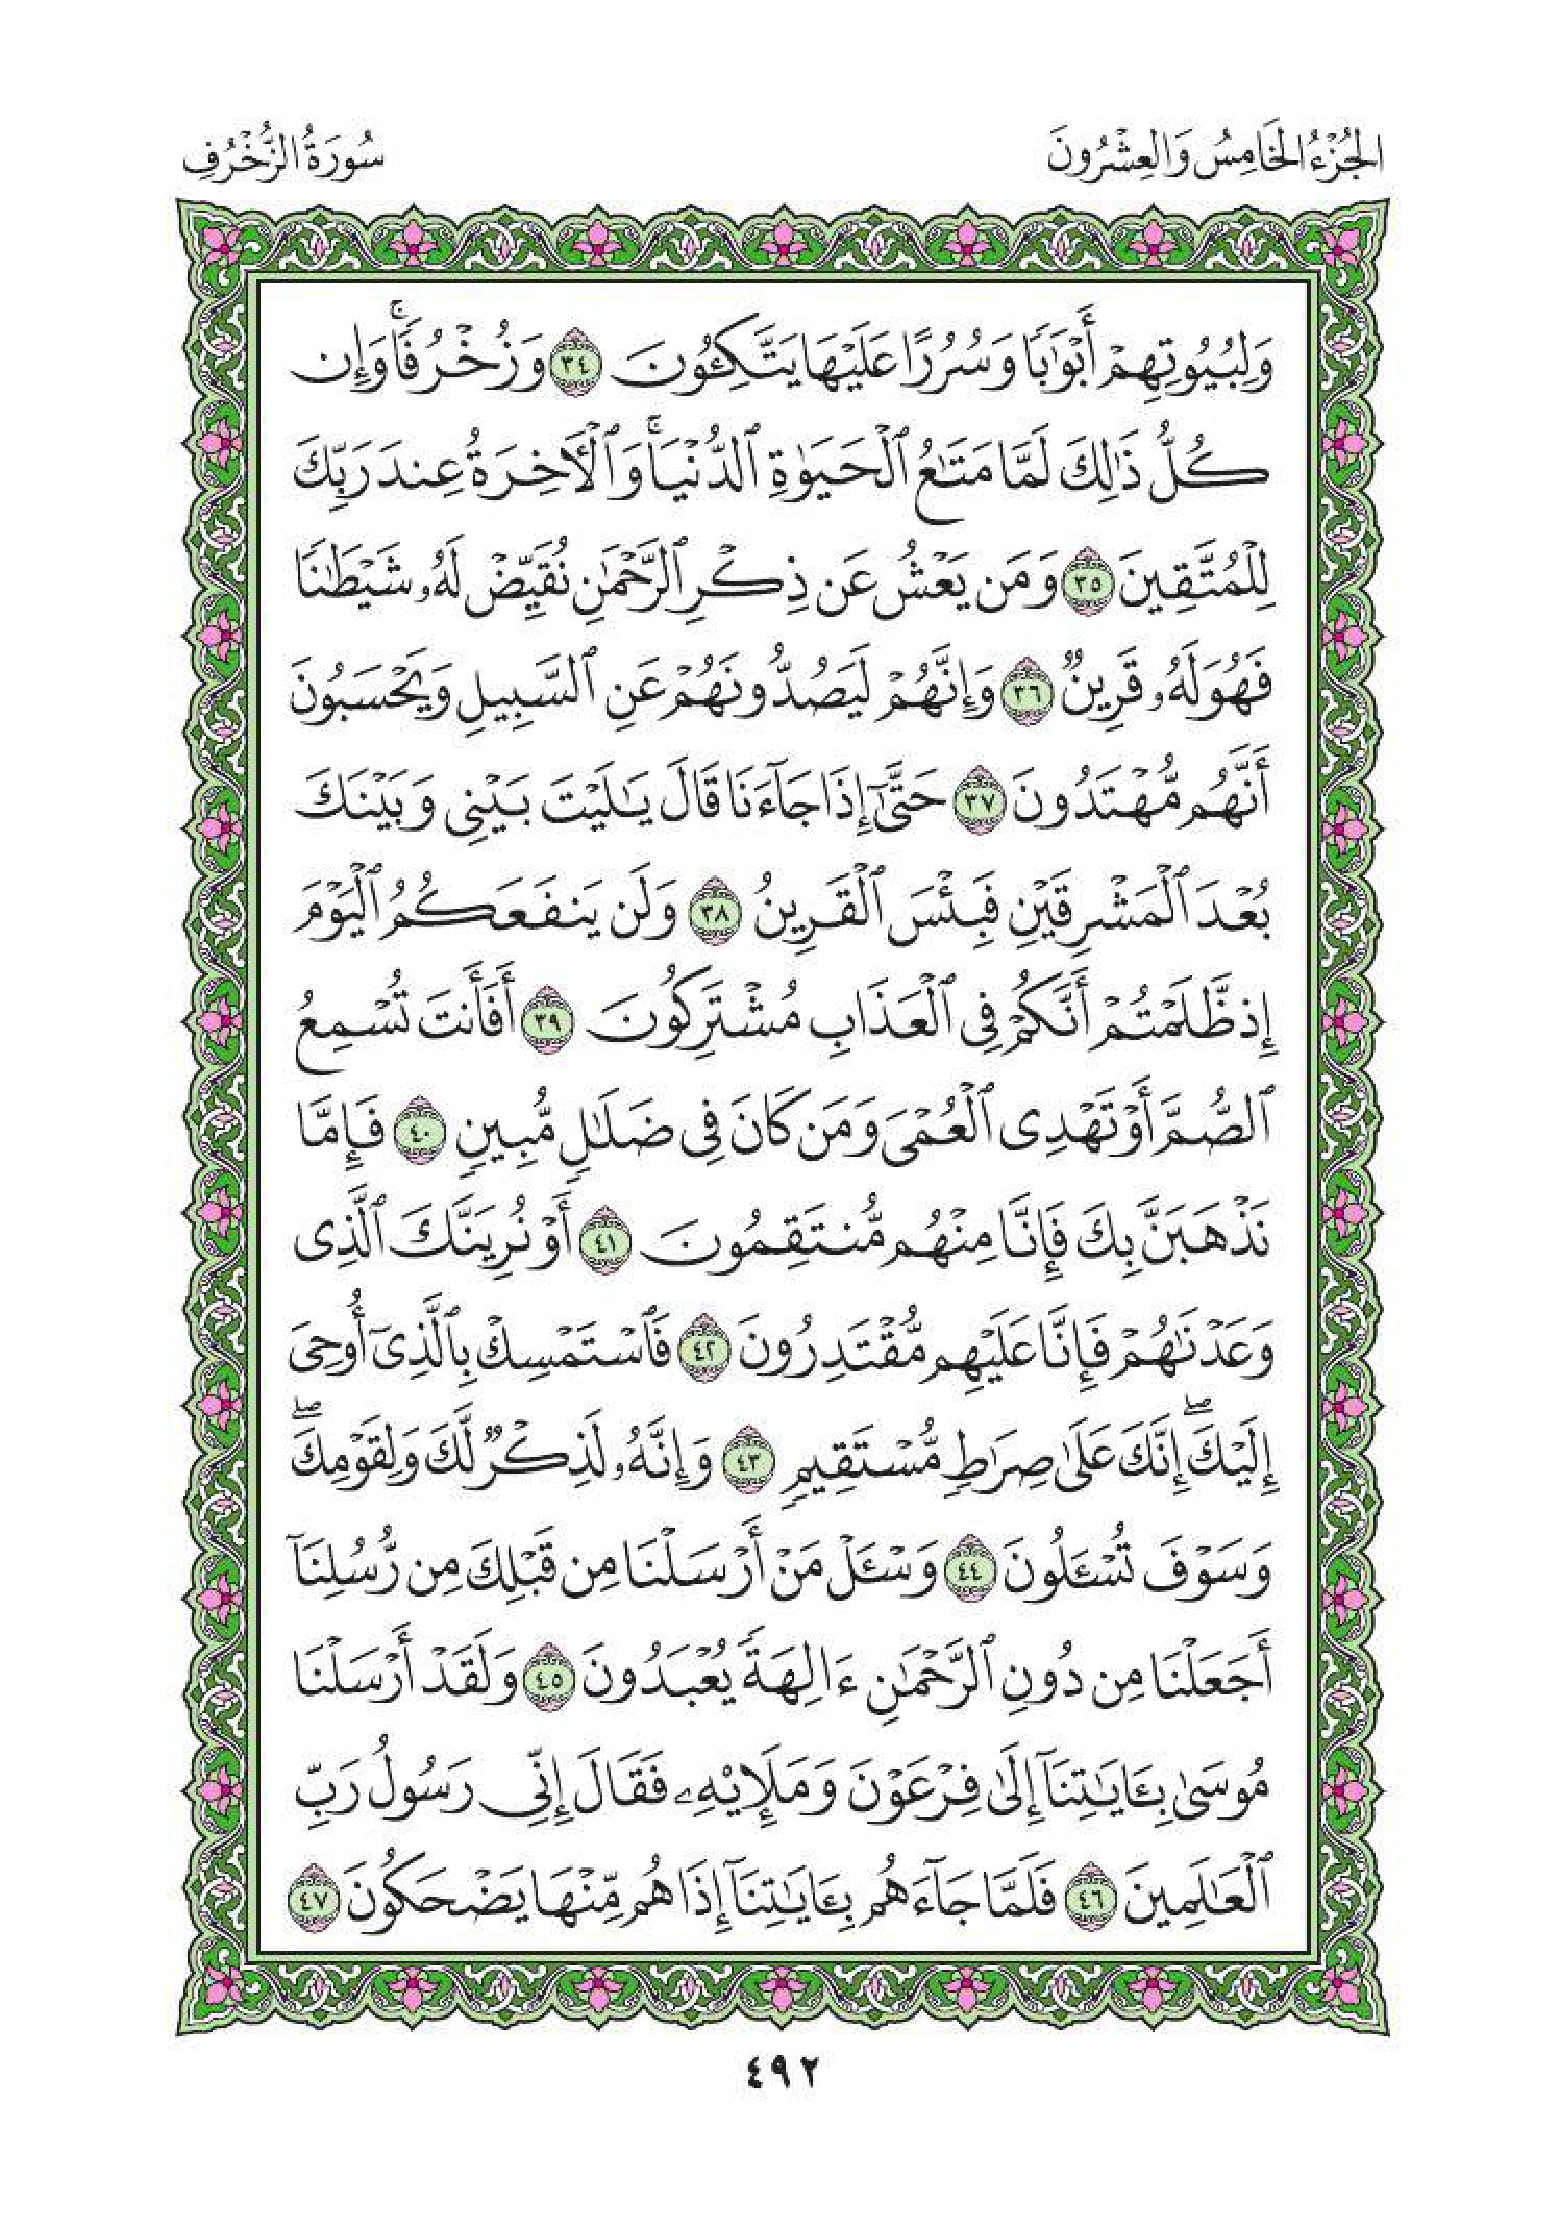 الجُزْءُ الخَامِسُ وَالعِشْرُونَ
سُورَةُ الزُّخْرُفِ
وَلِبُيُوتِهِمْ أَبْوَٰبًا وَسُرُرًا عَلَيْهَا يَتَّكِـُٔونَ ٣٤ وَزُخْرُفًاۚ وَإِن
كُلُّ ذَٰلِكَ لَمَّا مَتَٰعُ ٱلْحَيَوٰةِ ٱلدُّنْيَاۚ وَٱلْأَخِرَةُ عِندَ رَبِّكَ
لِلْمُتَّقِينَ ٣٥ وَمَن يَعْشُ عَن ذِكْرِ ٱلرَّحْمَٰنِ نُقَيِّضْ لَهُۥ شَيْطَٰنًا
فَهُوَ لَهُۥ قَرِينٌ ٣٦ وَإِنَّهُمْ لَيَصُدُّونَهُمْ عَنِ ٱلسَّبِيلِ وَيَحْسَبُونَ
أَنَّهُم مُّهْتَدُونَ ٣٧ حَتَّىٰٓ إِذَا جَآءَنَا قَالَ يَٰلَيْتَ بَيْنِى وَبَيْنَكَ
بُعْدَ ٱلْمَشْرِقَيْنِ فَبِئْسَ ٱلْقَرِينُ ٣٨ وَلَن يَنفَعَكُمُ ٱلْيَوْمَ
إِذ ظَّلَمْتُمْ أَنَّكُمْ فِى ٱلْعَذَابِ مُشْتَرِكُونَ ٣٩ أَفَأَنتَ تُسْمِعُ
ٱلصُّمَّ أَوْ تَهْدِى ٱلْعُمْىَ وَمَن كَانَ فِى ضَلَٰلٍ مُّبِينٍ ٤٠ فَإِمَّا
نَذْهَبَنَّ بِكَ فَإِنَّا مِنْهُم مُّنتَقِمُونَ ٤١ أَوْ نُرِيَنَّكَ ٱلَّذِى
وَعَدْنَٰهُمْ فَإِنَّا عَلَيْهِم مُّقْتَدِرُونَ ٤٢ فَٱسْتَمْسِكْ بِٱلَّذِىٓ أُوحِىَ
إِلَيْكَۖ إِنَّكَ عَلَىٰ صِرَٰطٍ مُّسْتَقِيمٍ ٤٣ وَإِنَّهُۥ لَذِكْرٌ لَّكَ وَلِقَوْمِكَۖ
وَسَوْفَ تُسْـَٔلُونَ ٤٤ وَسْـَٔلْ مَنْ أَرْسَلْنَا مِن قَبْلِكَ مِن رُّسُلِنَآ
أَجَعَلْنَا مِن دُونِ ٱلرَّحْمَٰنِ ءَالِهَةً يُعْبَدُونَ ٤٥ وَلَقَدْ أَرْسَلْنَا
مُوسَىٰ بِـَٔايَٰتِنَآ إِلَىٰ فِرْعَوْنَ وَمَلَإِي۟هِۦ فَقَالَ إِنِّى رَسُولُ رَبِّ
ٱلْعَٰلَمِينَ ٤٦ فَلَمَّا جَآءَهُم بِـَٔايَٰتِنَآ إِذَا هُم مِّنْهَا يَضْحَكُونَ ٤٧
٤٩٢